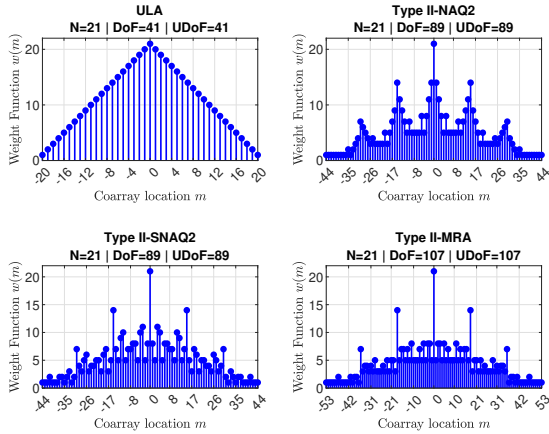 ULA
N=21 | DoF=41 | UDoF=41
Weight Function w(m)
20
10
0
-20 -16 -12 -8 -4 0 4 8 12 16 20
Coarray location m
Type II-NAQ2
N=21 | DoF=89 | UDoF=89
Weight Function w(m)
20
10
0
-44 -35 -26 -17 -9 0 9 17 26 35 44
Coarray location m
Type II-SNAQ2
N=21 | DoF=89 | UDoF=89
Weight Function w(m)
20
15
10
5
0
-44 -35 -26 -17 -9 0 9 17 26 35 44
Coarray location m
Type II-MRA
N=21 | DoF=107 | UDoF=107
Weight Function w(m)
20
15
10
5
0
-53 -42 -31 -21 -10 0 10 21 31 42 53
Coarray location m